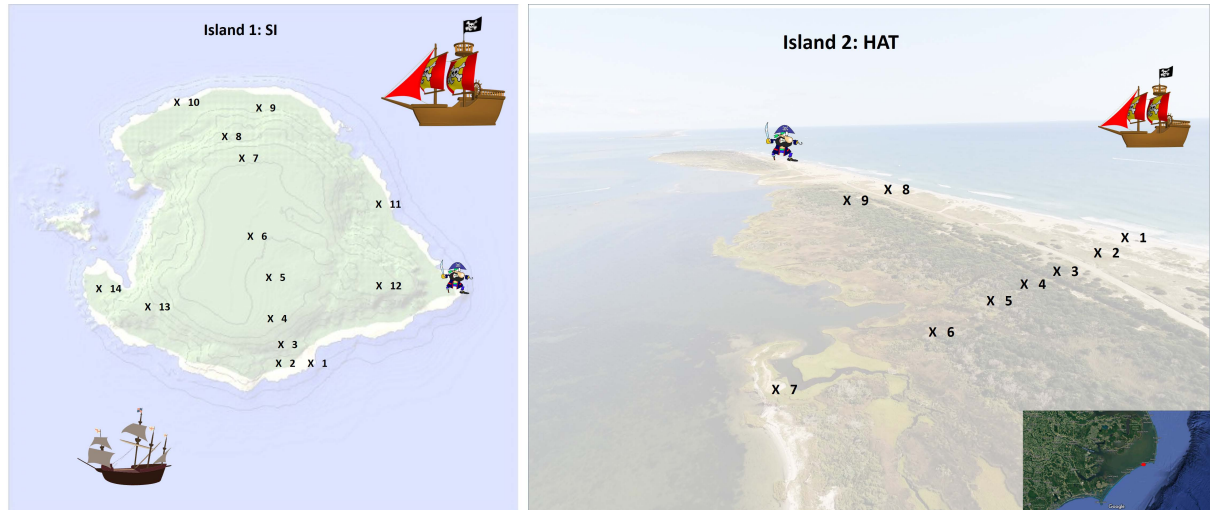 Island 1: SI
X 10
X 9
X 8
X 7
X 11
X 6
X 5
X 12
X 14
X 13
X 4
X 3
X 2
X 1
Island 2: HAT
X 8
X 9
X 1
X 2
X 3
X 4
X 5
X 6
X 7
Google